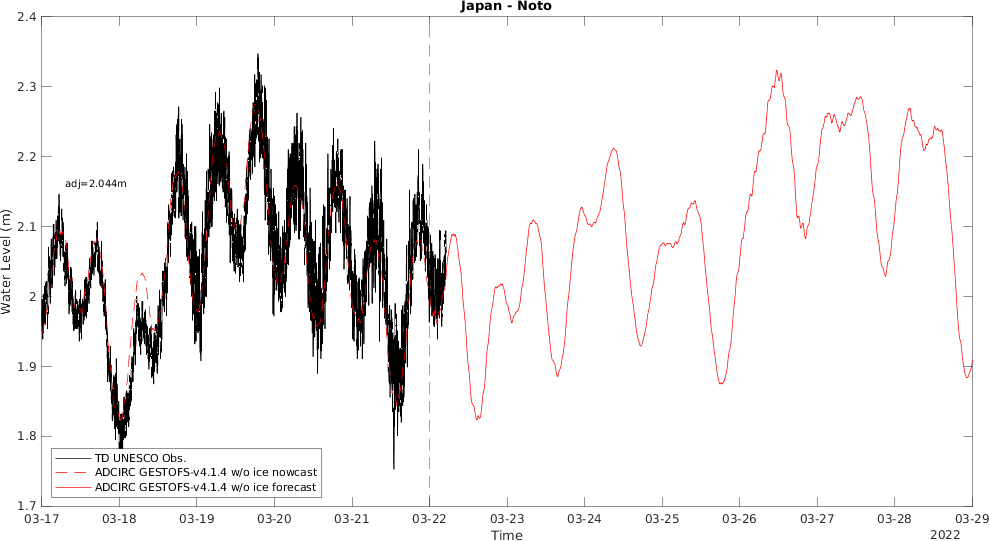 Japan - Noto
2.4
2.3
2.2
2.1
2
1.9
1.8
1.7
Water Level (m)
adj=2.044m
TD UNESCO Obs.
ADCIRC GESTOFS-v4.1.4 w/o ice nowcast
ADCIRC GESTOFS-v4.1.4 w/o ice forecast
03-17 03-18 03-19 03-20 03-21 03-22 03-23 03-24 03-25 03-26 03-27 03-28 03-29
Time
2022